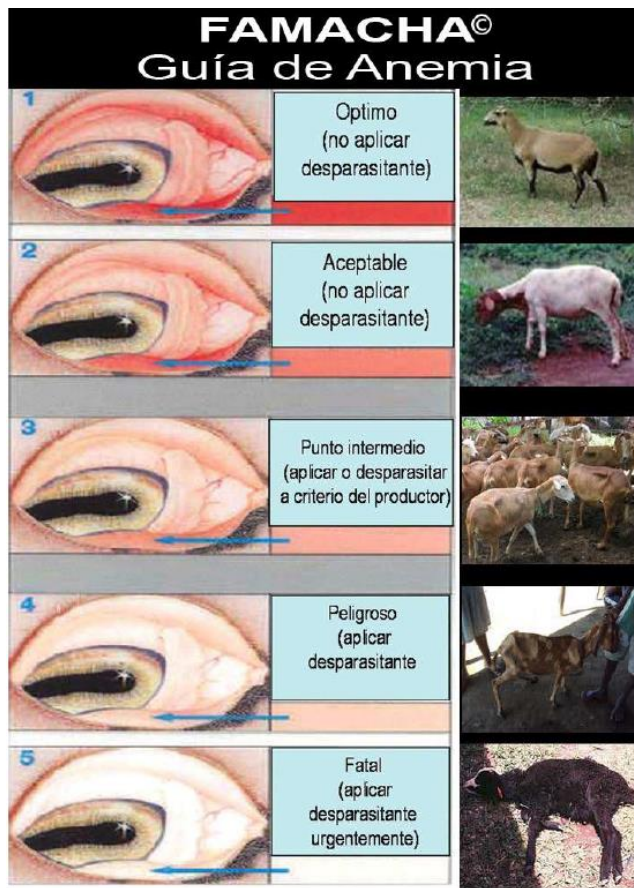 FAMACHA©
Guía de Anemia
1
Optimo
(no aplicar
desparasitante)
2
Aceptable
(no aplicar
desparasitante)
3
Punto intermedio
(aplicar o desparasitar
a criterio del productor)
4
Peligroso
(aplicar
desparasitante
5
Fatal
(aplicar
desparasitante
urgentemente)